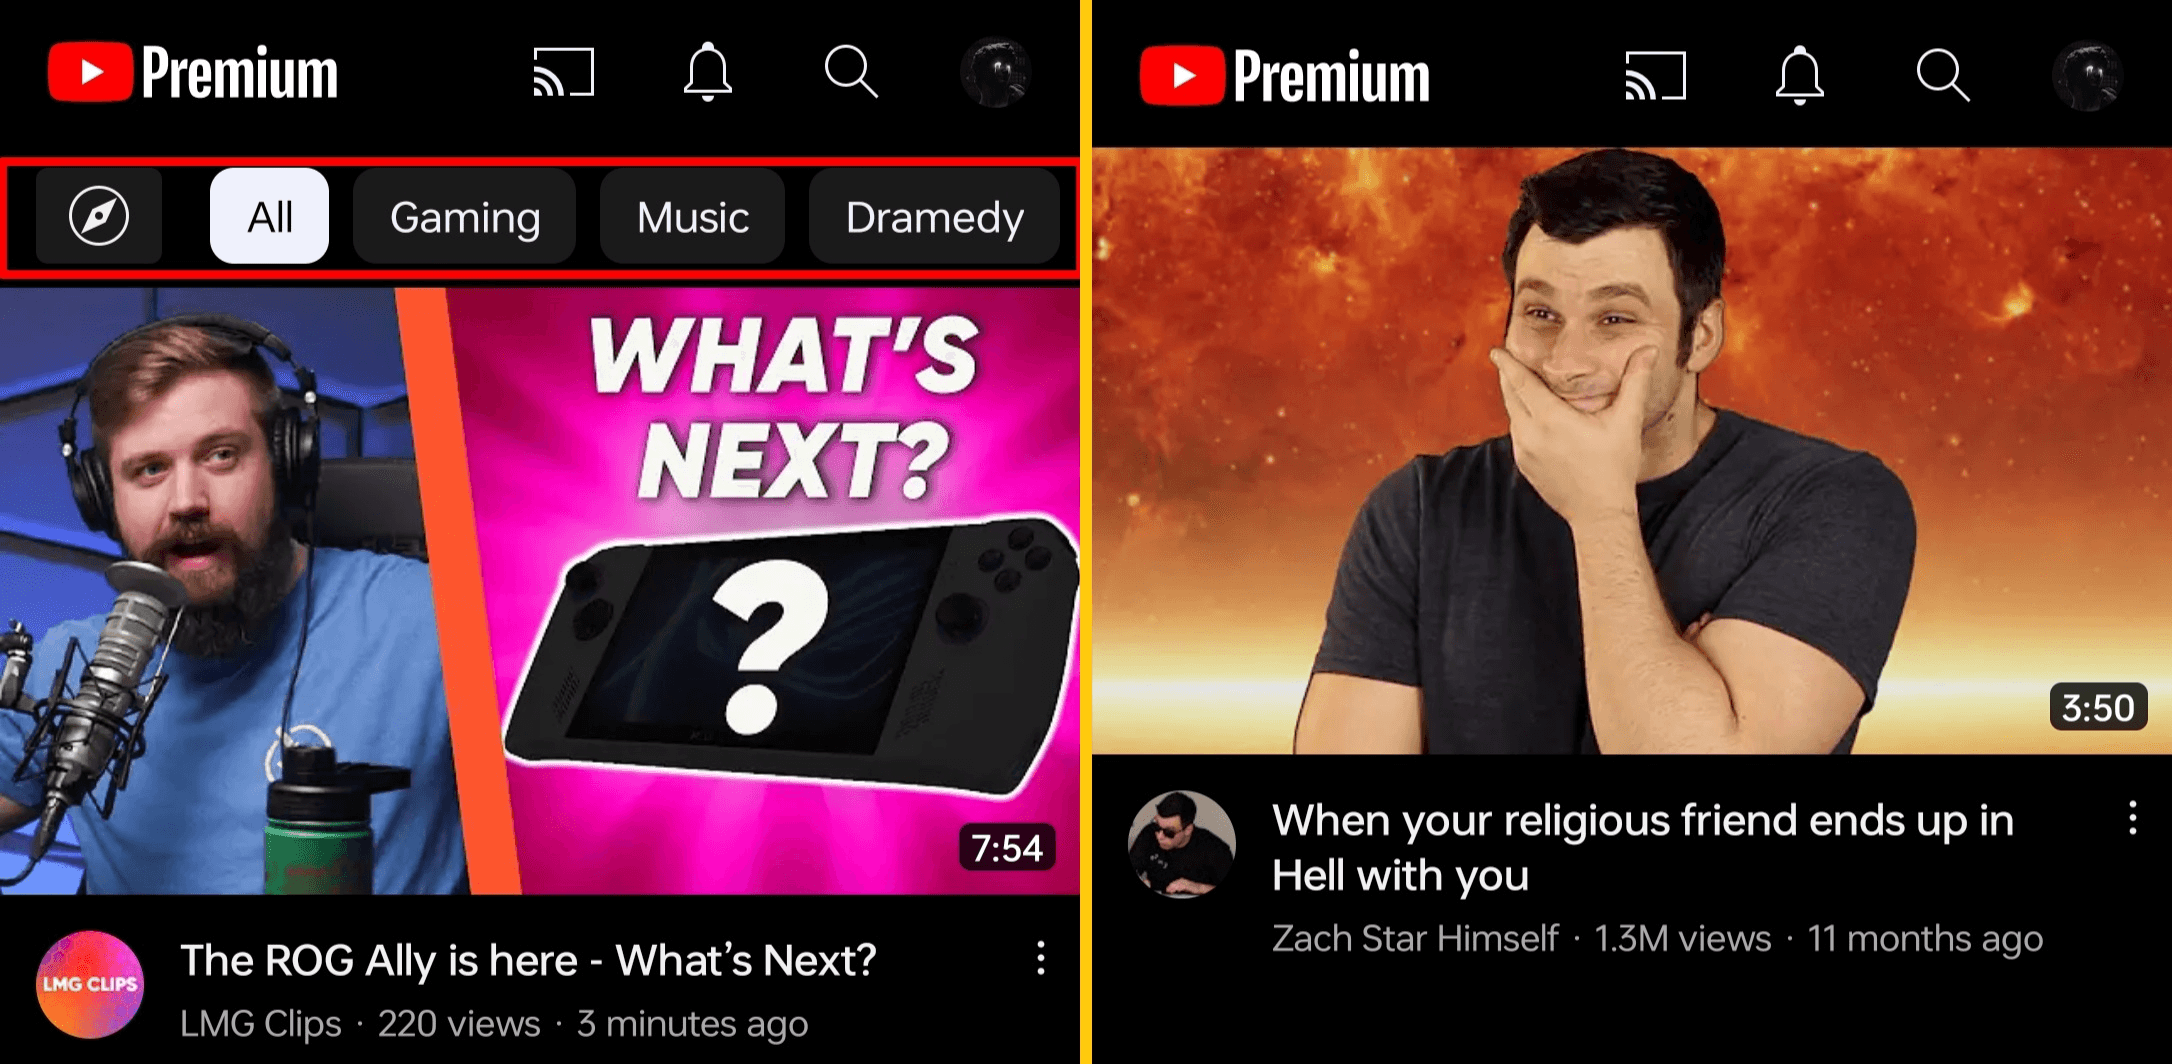 Premium
All Gaming Music Dramedy
WHAT'S
NEXT?
?
7:54
LMG CLIPS
The ROG Ally is here - What's Next?
LMG Clips · 220 views · 3 minutes ago
Premium
3:50
When your religious friend ends up in
Hell with you
Zach Star Himself · 1.3M views · 11 months ago